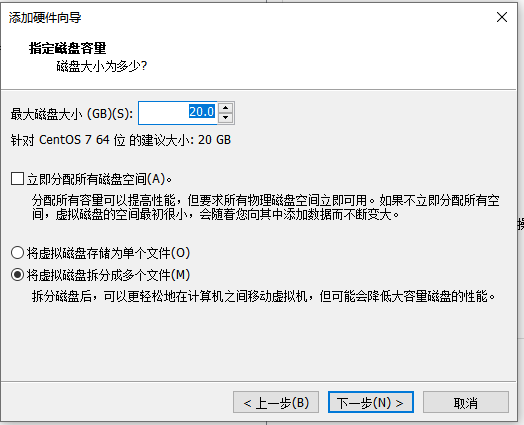 添加硬件向导
指定磁盘容量
磁盘大小为多少?
最大磁盘大小 (GB)(S): 20.0
针对 CentOS 7 64 位 的建议大小: 20 GB
立即分配所有磁盘空间(A)。
分配所有容量可以提高性能，但要求所有物理磁盘空间立即可用。如果不立即分配所有空
间，虚拟磁盘的空间最初很小，会随着您向其中添加数据而不断变大。
将虚拟磁盘存储为单个文件(O)
将虚拟磁盘拆分成多个文件(M)
拆分磁盘后，可以更轻松地在计算机之间移动虚拟机，但可能会降低大容量磁盘的性能。
< 上一步(B) 下一步(N) > 取消